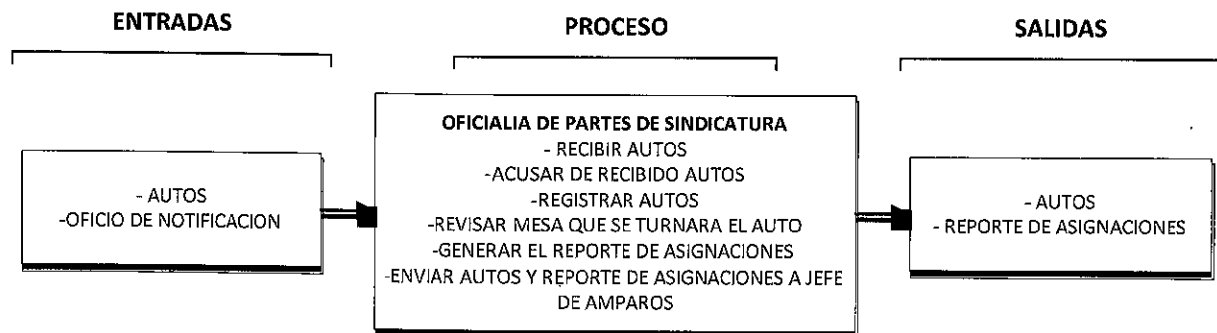 ENTRADAS
PROCESO
SALIDAS
- AUTOS
-OFICIO DE NOTIFICACION
OFICIALIA DE PARTES DE SINDICATURA
- RECIBIR AUTOS
-ACUSAR DE RECIBIDO AUTOS
-REGISTRAR AUTOS
-REVISAR MESA QUE SE TURNARA EL AUTO
-GENERAR EL REPORTE DE ASIGNACIONES
-ENVIAR AUTOS Y REPORTE DE ASIGNACIONES A JEFE
DE AMPAROS
- AUTOS
- REPORTE DE ASIGNACIONES